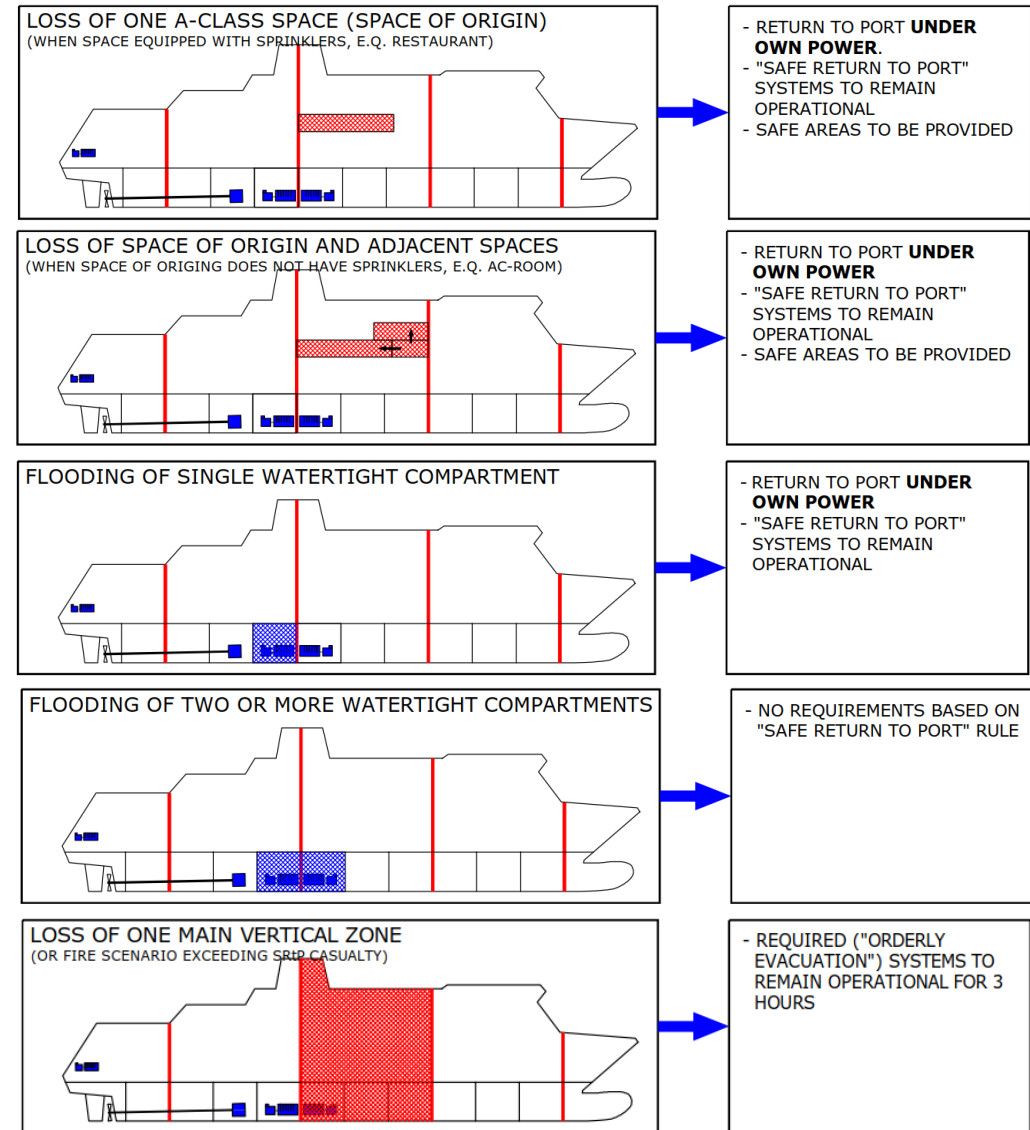 LOSS OF ONE A-CLASS SPACE (SPACE OF ORIGIN)
(WHEN SPACE EQUIPPED WITH SPRINKLERS, E.Q. RESTAURANT)
- RETURN TO PORT UNDER
OWN POWER.
- "SAFE RETURN TO PORT"
SYSTEMS TO REMAIN
OPERATIONAL
- SAFE AREAS TO BE PROVIDED
LOSS OF SPACE OF ORIGIN AND ADJACENT SPACES
(WHEN SPACE OF ORIGING DOES NOT HAVE SPRINKLERS, E.Q. AC-ROOM)
- RETURN TO PORT UNDER
OWN POWER
- "SAFE RETURN TO PORT"
SYSTEMS TO REMAIN
OPERATIONAL
- SAFE AREAS TO BE PROVIDED
FLOODING OF SINGLE WATERTIGHT COMPARTMENT
- RETURN TO PORT UNDER
OWN POWER
- "SAFE RETURN TO PORT"
SYSTEMS TO REMAIN
OPERATIONAL
FLOODING OF TWO OR MORE WATERTIGHT COMPARTMENTS
- NO REQUIREMENTS BASED ON
"SAFE RETURN TO PORT" RULE
LOSS OF ONE MAIN VERTICAL ZONE
(OR FIRE SCENARIO EXCEEDING SRtP CASUALTY)
- REQUIRED ("ORDERLY
EVACUATION") SYSTEMS TO
REMAIN OPERATIONAL FOR 3
HOURS